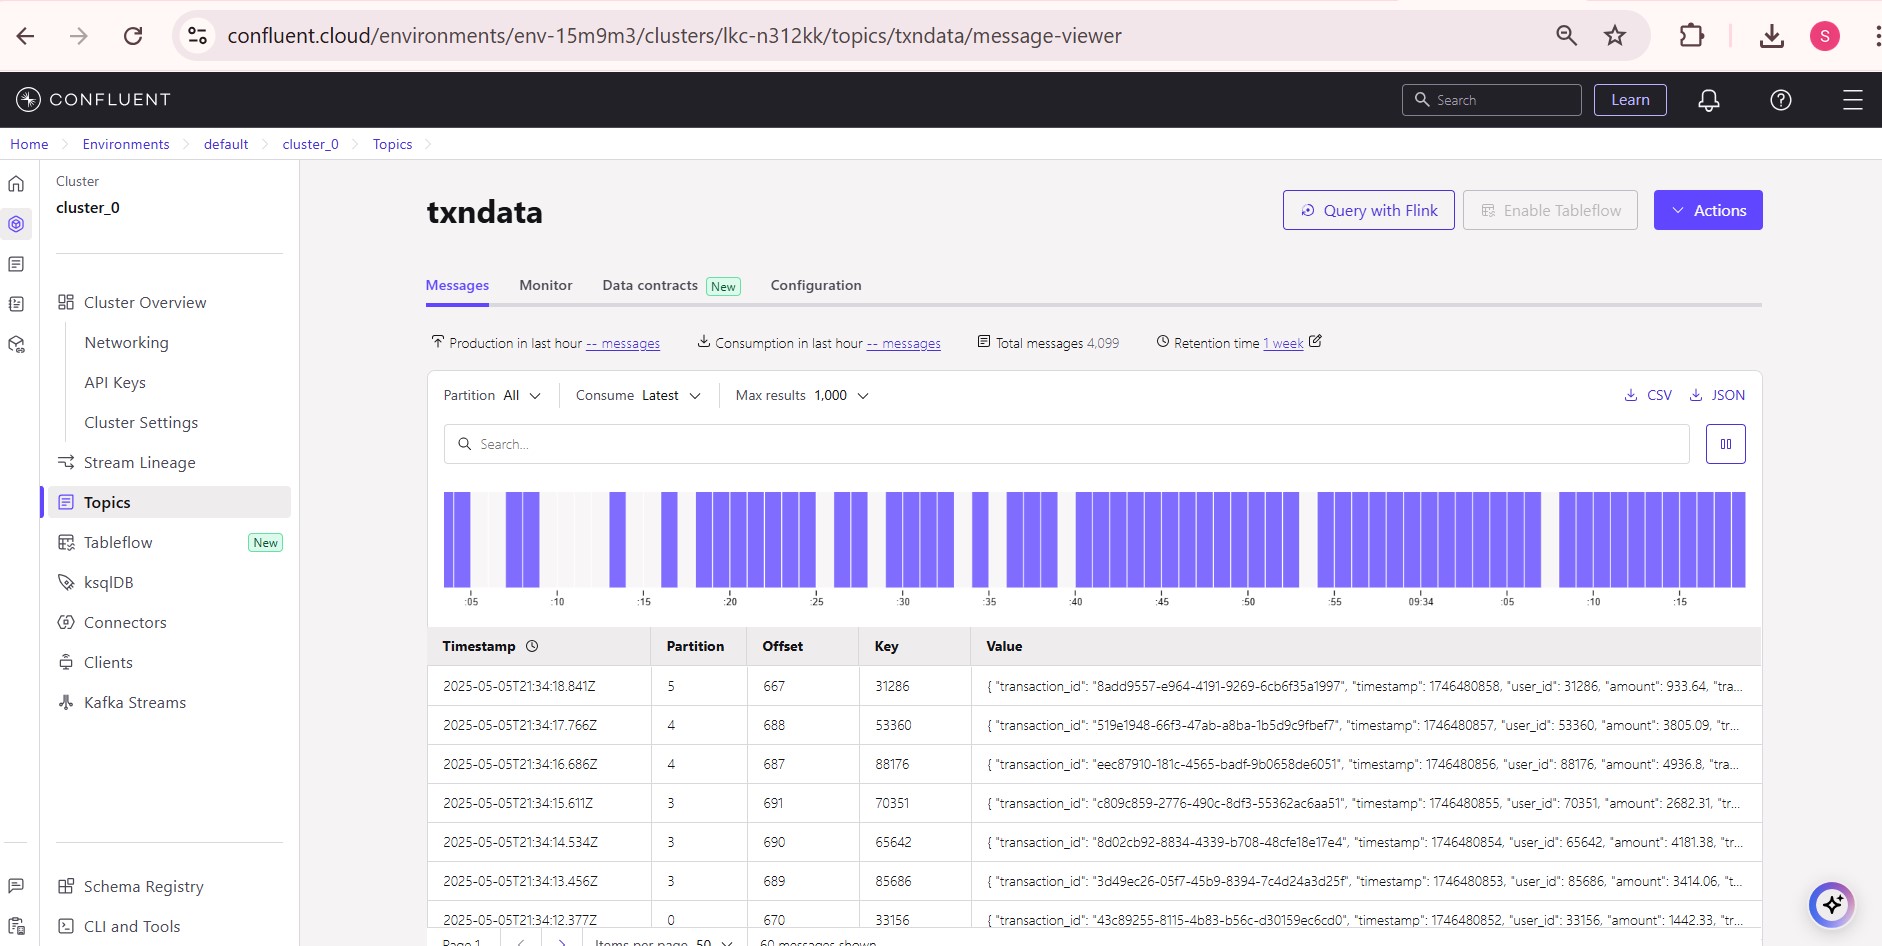 confluent.cloud/environments/env-15m9m3/clusters/lkc-n312kk/topics/txndata/message-viewer
S
CONFLUENT
Search
Learn
Home
Environments
default
cluster_0
Topics
Cluster
cluster_0
Cluster Overview
Networking
API Keys
Cluster Settings
Stream Lineage
Topics
Tableflow New
ksqlDB
Connectors
Clients
Kafka Streams
Schema Registry
CLI and Tools
txndata
Query with Flink
Enable Tableflow
Actions
Messages Monitor Data contracts New Configuration
Production in last hour -- messages Consumption in last hour -- messages Total messages 4,099 Retention time 1 week
Partition All Consume Latest Max results 1,000 CSV JSON
Search...
:05 :10 :15 :20 :25 :30 :35 :40 :45 :50 :55 09:34 :05 :10 :15
Timestamp Partition Offset Key Value
2025-05-05T21:34:18.841Z 5 667 31286 { "transaction_id": "8add9557-e964-4191-9269-6cb6f35a1997", "timestamp": 1746480858, "user_id": 31286, "amount": 933.64, "tra...
2025-05-05T21:34:17.766Z 4 688 53360 { "transaction_id": "519e1948-66f3-47ab-a8ba-1b5d9c9fbef7", "timestamp": 1746480857, "user_id": 53360, "amount": 3805.09, "tr...
2025-05-05T21:34:16.686Z 4 687 88176 { "transaction_id": "eec87910-181c-4565-badf-9b0658de6051", "timestamp": 1746480856, "user_id": 88176, "amount": 4936.8, "tra...
2025-05-05T21:34:15.611Z 3 691 70351 { "transaction_id": "c809c859-2776-490c-8df3-55362ac6aa51", "timestamp": 1746480855, "user_id": 70351, "amount": 2682.31, "tr...
2025-05-05T21:34:14.534Z 3 690 65642 { "transaction_id": "8d02cb92-8834-4339-b708-48cfe18e17e4", "timestamp": 1746480854, "user_id": 65642, "amount": 4181.38, "tra...
2025-05-05T21:34:13.456Z 3 689 85686 { "transaction_id": "3d49ec26-05f7-45b9-8394-7c4d24a3d25f", "timestamp": 1746480853, "user_id": 85686, "amount": 3414.06, "t...
2025-05-05T21:34:12.377Z 0 670 33156 { "transaction_id": "43c89255-8115-4b83-b56c-d30159ec6cd0", "timestamp": 1746480852, "user_id": 33156, "amount": 1442.33, "tr...
Page 1 Items per page 50 60 messages shown